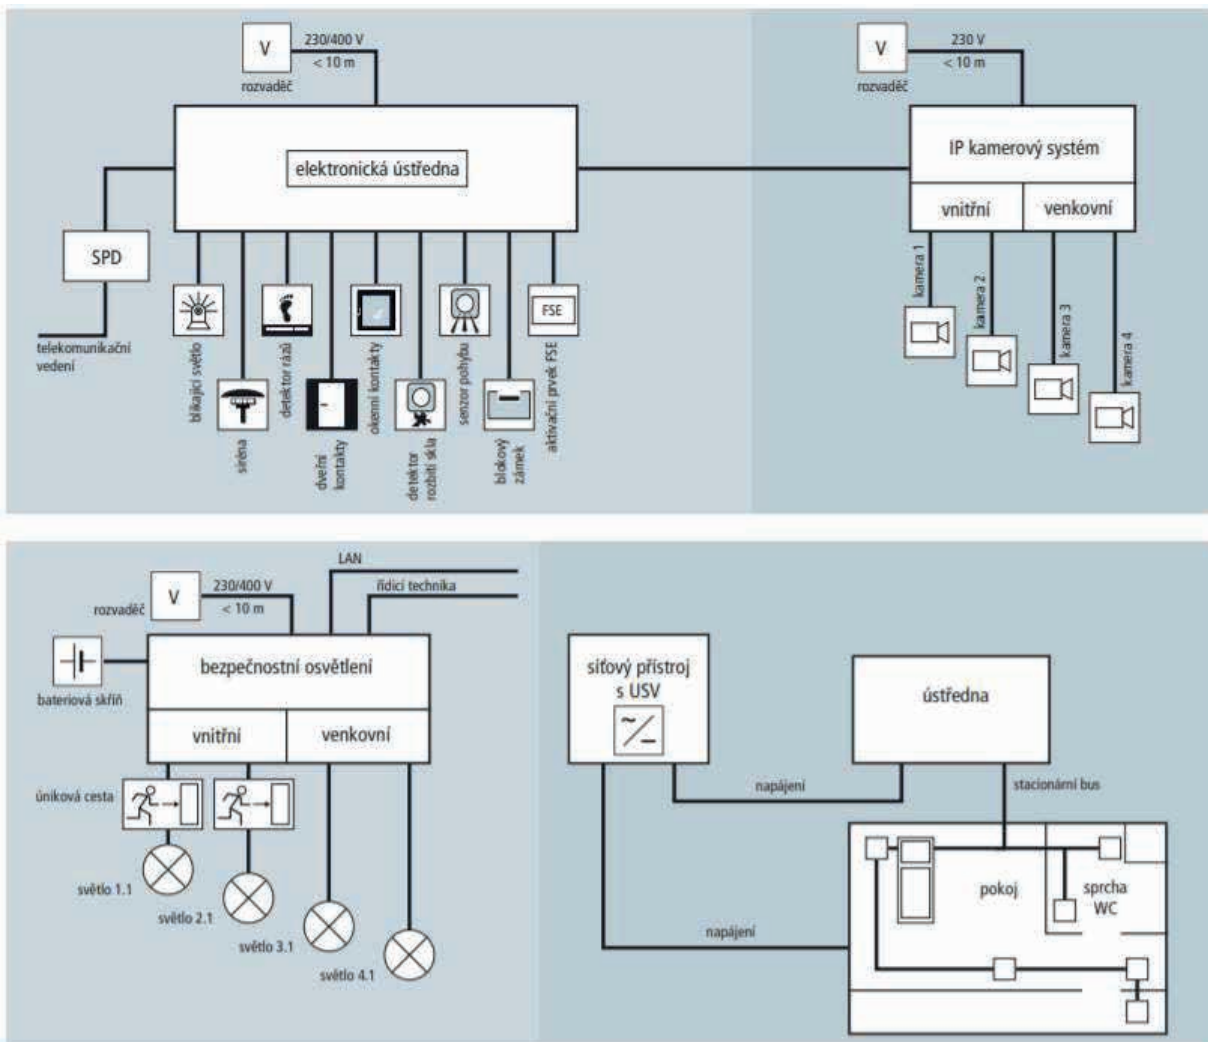 V
230/400 V
< 10 m
rozvaděč
elektronická ústředna
SPD
telekomunikační
vedení
blikající světlo
siréna
detektor rázů
dveřní
kontakty
okenní kontakty
detektor
rozbití skla
senzor pohybu
blokový
zámek
FSE
aktivační prvek FSE
V
230 V
< 10 m
rozvaděč
IP kamerový systém
vnitřní
venkovní
kamera 1
kamera 2
kamera 3
kamera 4
LAN
řídicí technika
V
230/400 V
< 10 m
rozvaděč
bateriová skříň
bezpečnostní osvětlení
vnitřní
venkovní
úniková cesta
světlo 1.1
světlo 2.1
světlo 3.1
světlo 4.1
síťový přístroj
s USV
ústředna
napájení
stacionární bus
napájení
pokoj
sprcha
WC